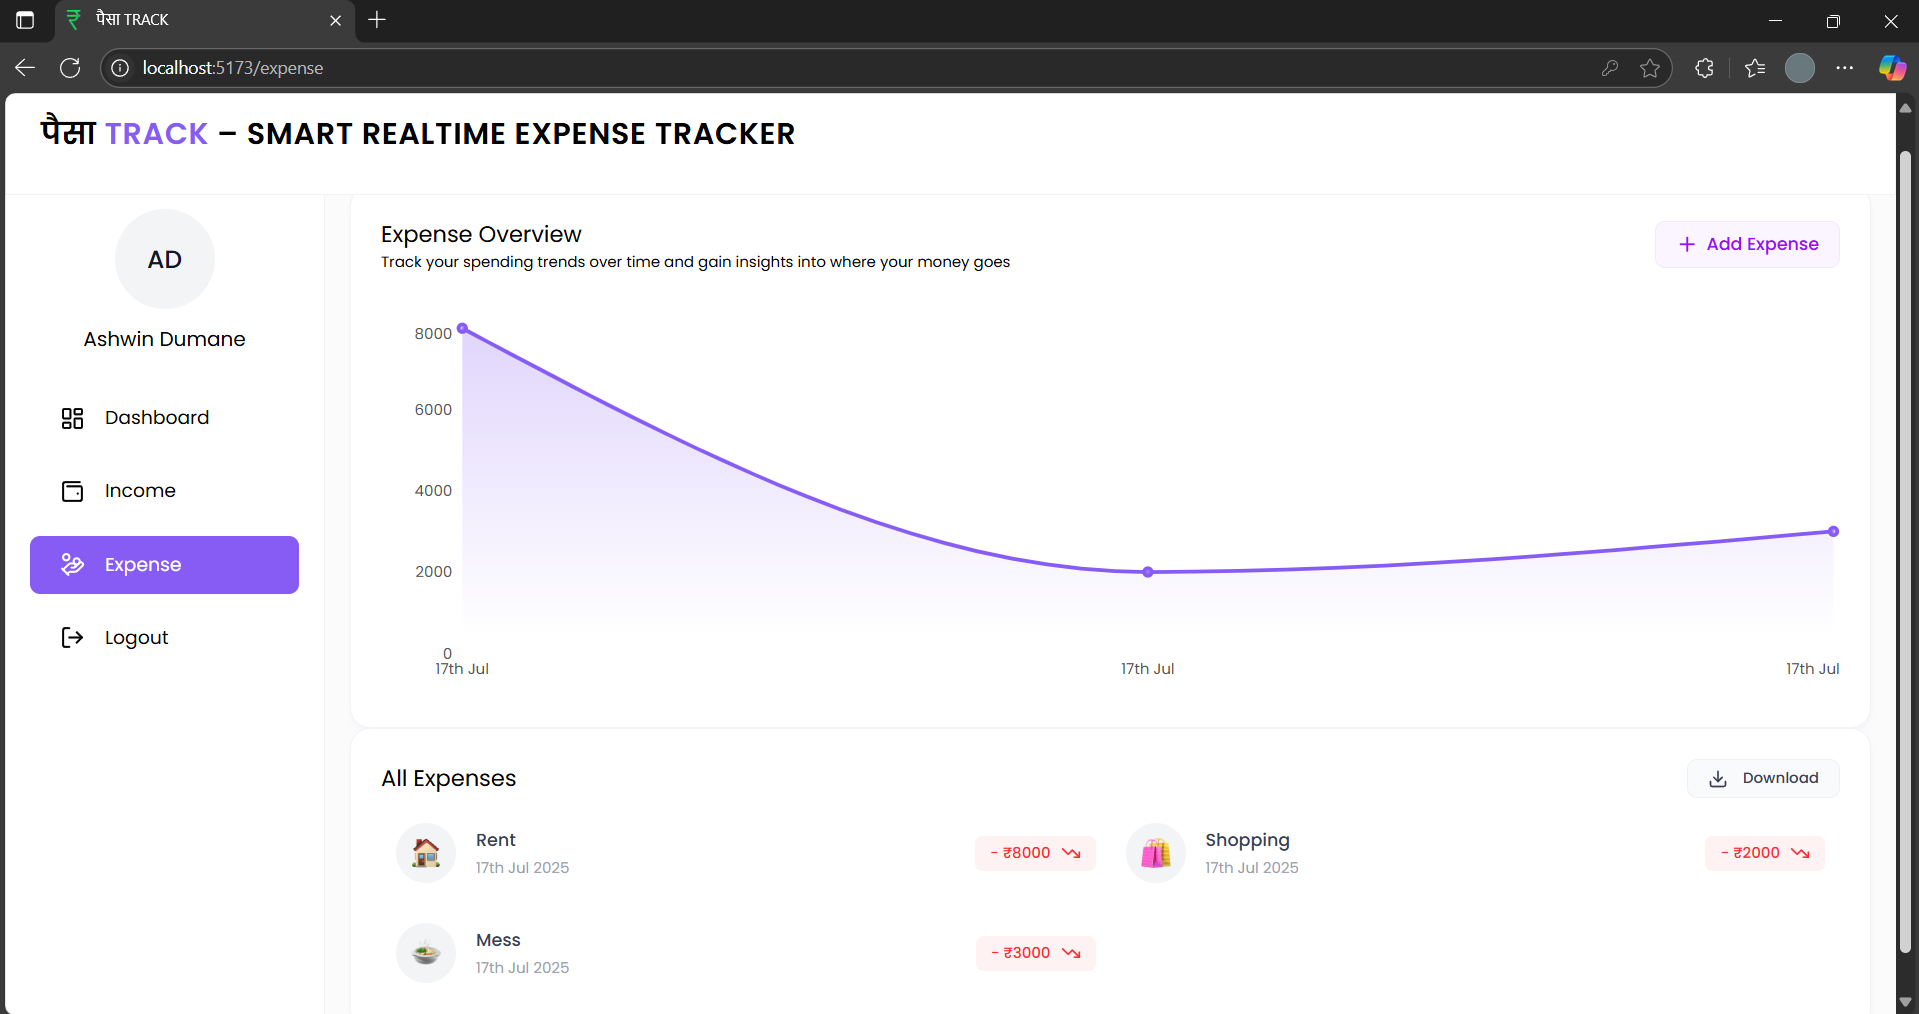 पैसा TRACK
localhost:5173/expense
पैसा TRACK – SMART REALTIME EXPENSE TRACKER
AD
Ashwin Dumane
Dashboard
Income
Expense
Logout
Expense Overview
Track your spending trends over time and gain insights into where your money goes
+ Add Expense
8000
6000
4000
2000
0
17th Jul
17th Jul
17th Jul
All Expenses
Download
Rent
17th Jul 2025
- ₹8000
Shopping
17th Jul 2025
- ₹2000
Mess
17th Jul 2025
- ₹3000